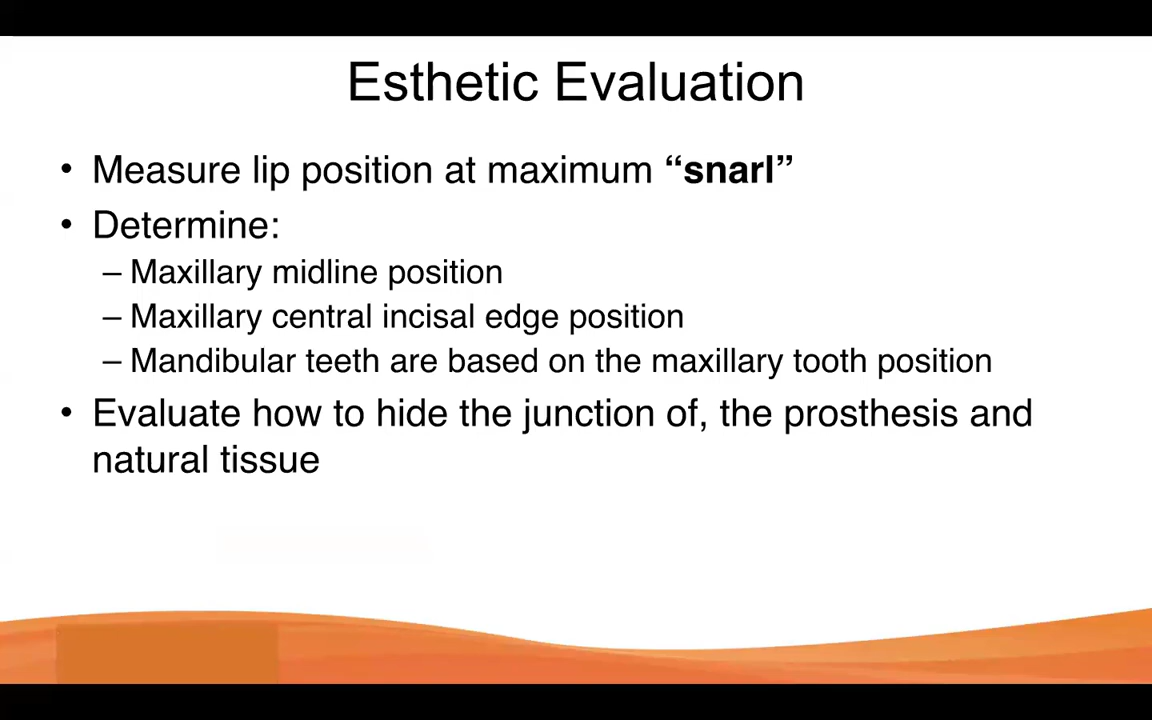 Esthetic Evaluation
• Measure lip position at maximum “snarl”
• Determine:
– Maxillary midline position
– Maxillary central incisal edge position
– Mandibular teeth are based on the maxillary tooth position
• Evaluate how to hide the junction of, the prosthesis and
natural tissue